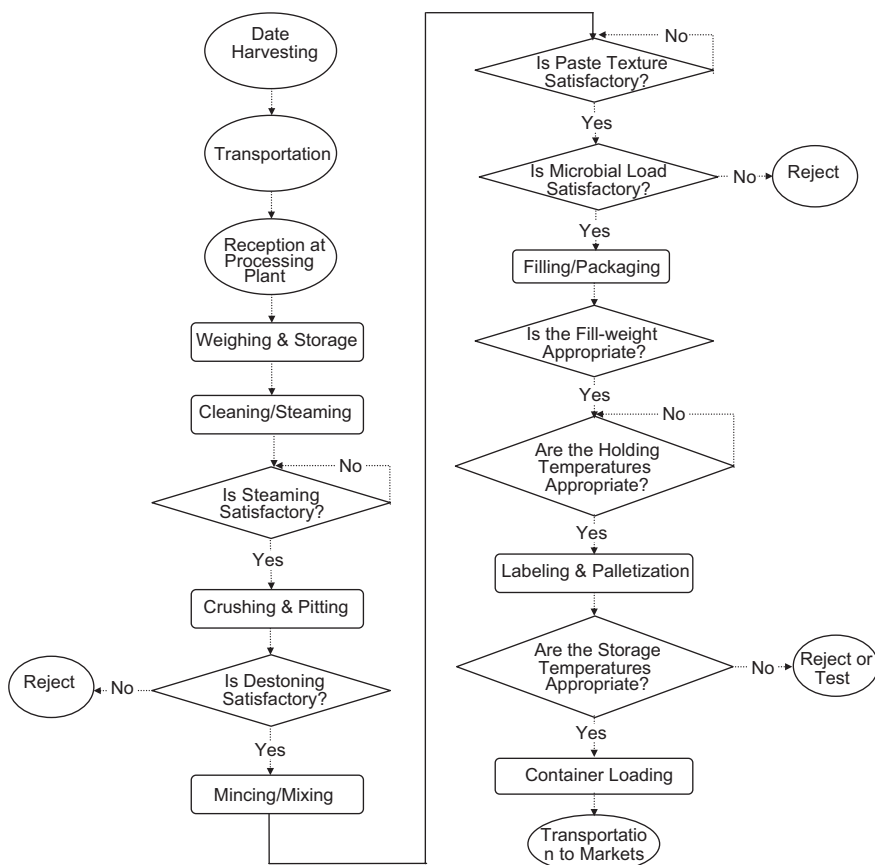 Date
Harvesting
Transportation
Reception at
Processing
Plant
Weighing & Storage
Cleaning/Steaming
No
Is Steaming
Satisfactory?
Yes
Crushing & Pitting
Is Destoning
Satisfactory?
No
Reject
Yes
Mincing/Mixing
No
Is Paste Texture
Satisfactory?
Yes
Is Microbial Load
Satisfactory?
No
Reject
Yes
Filling/Packaging
Is the Fill-weight
Appropriate?
Yes
No
Are the Holding
Temperatures
Appropriate?
Yes
Labeling & Palletization
Are the Storage
Temperatures
Appropriate?
No
Reject or
Test
Yes
Container Loading
Transportatio
n to Markets